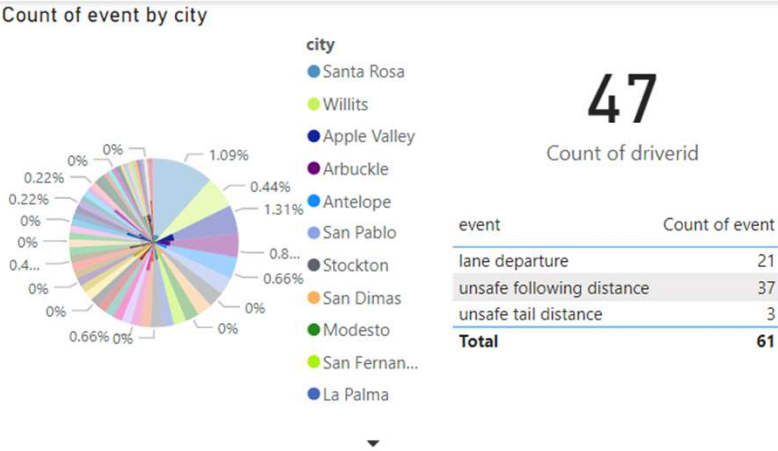 Count of event by city
city
Santa Rosa
Willits
Apple Valley
Arbuckle
Antelope
San Pablo
Stockton
San Dimas
Modesto
San Fernan...
La Palma
1.09%
0.44%
1.31%
0.8...
0.66%
0%
0%
0%
0.66%
0%
0%
0.4...
0%
0%
0.22%
0.22%
0%
0%
47
Count of driverid
event Count of event
lane departure 21
unsafe following distance 37
unsafe tail distance 3
Total 61